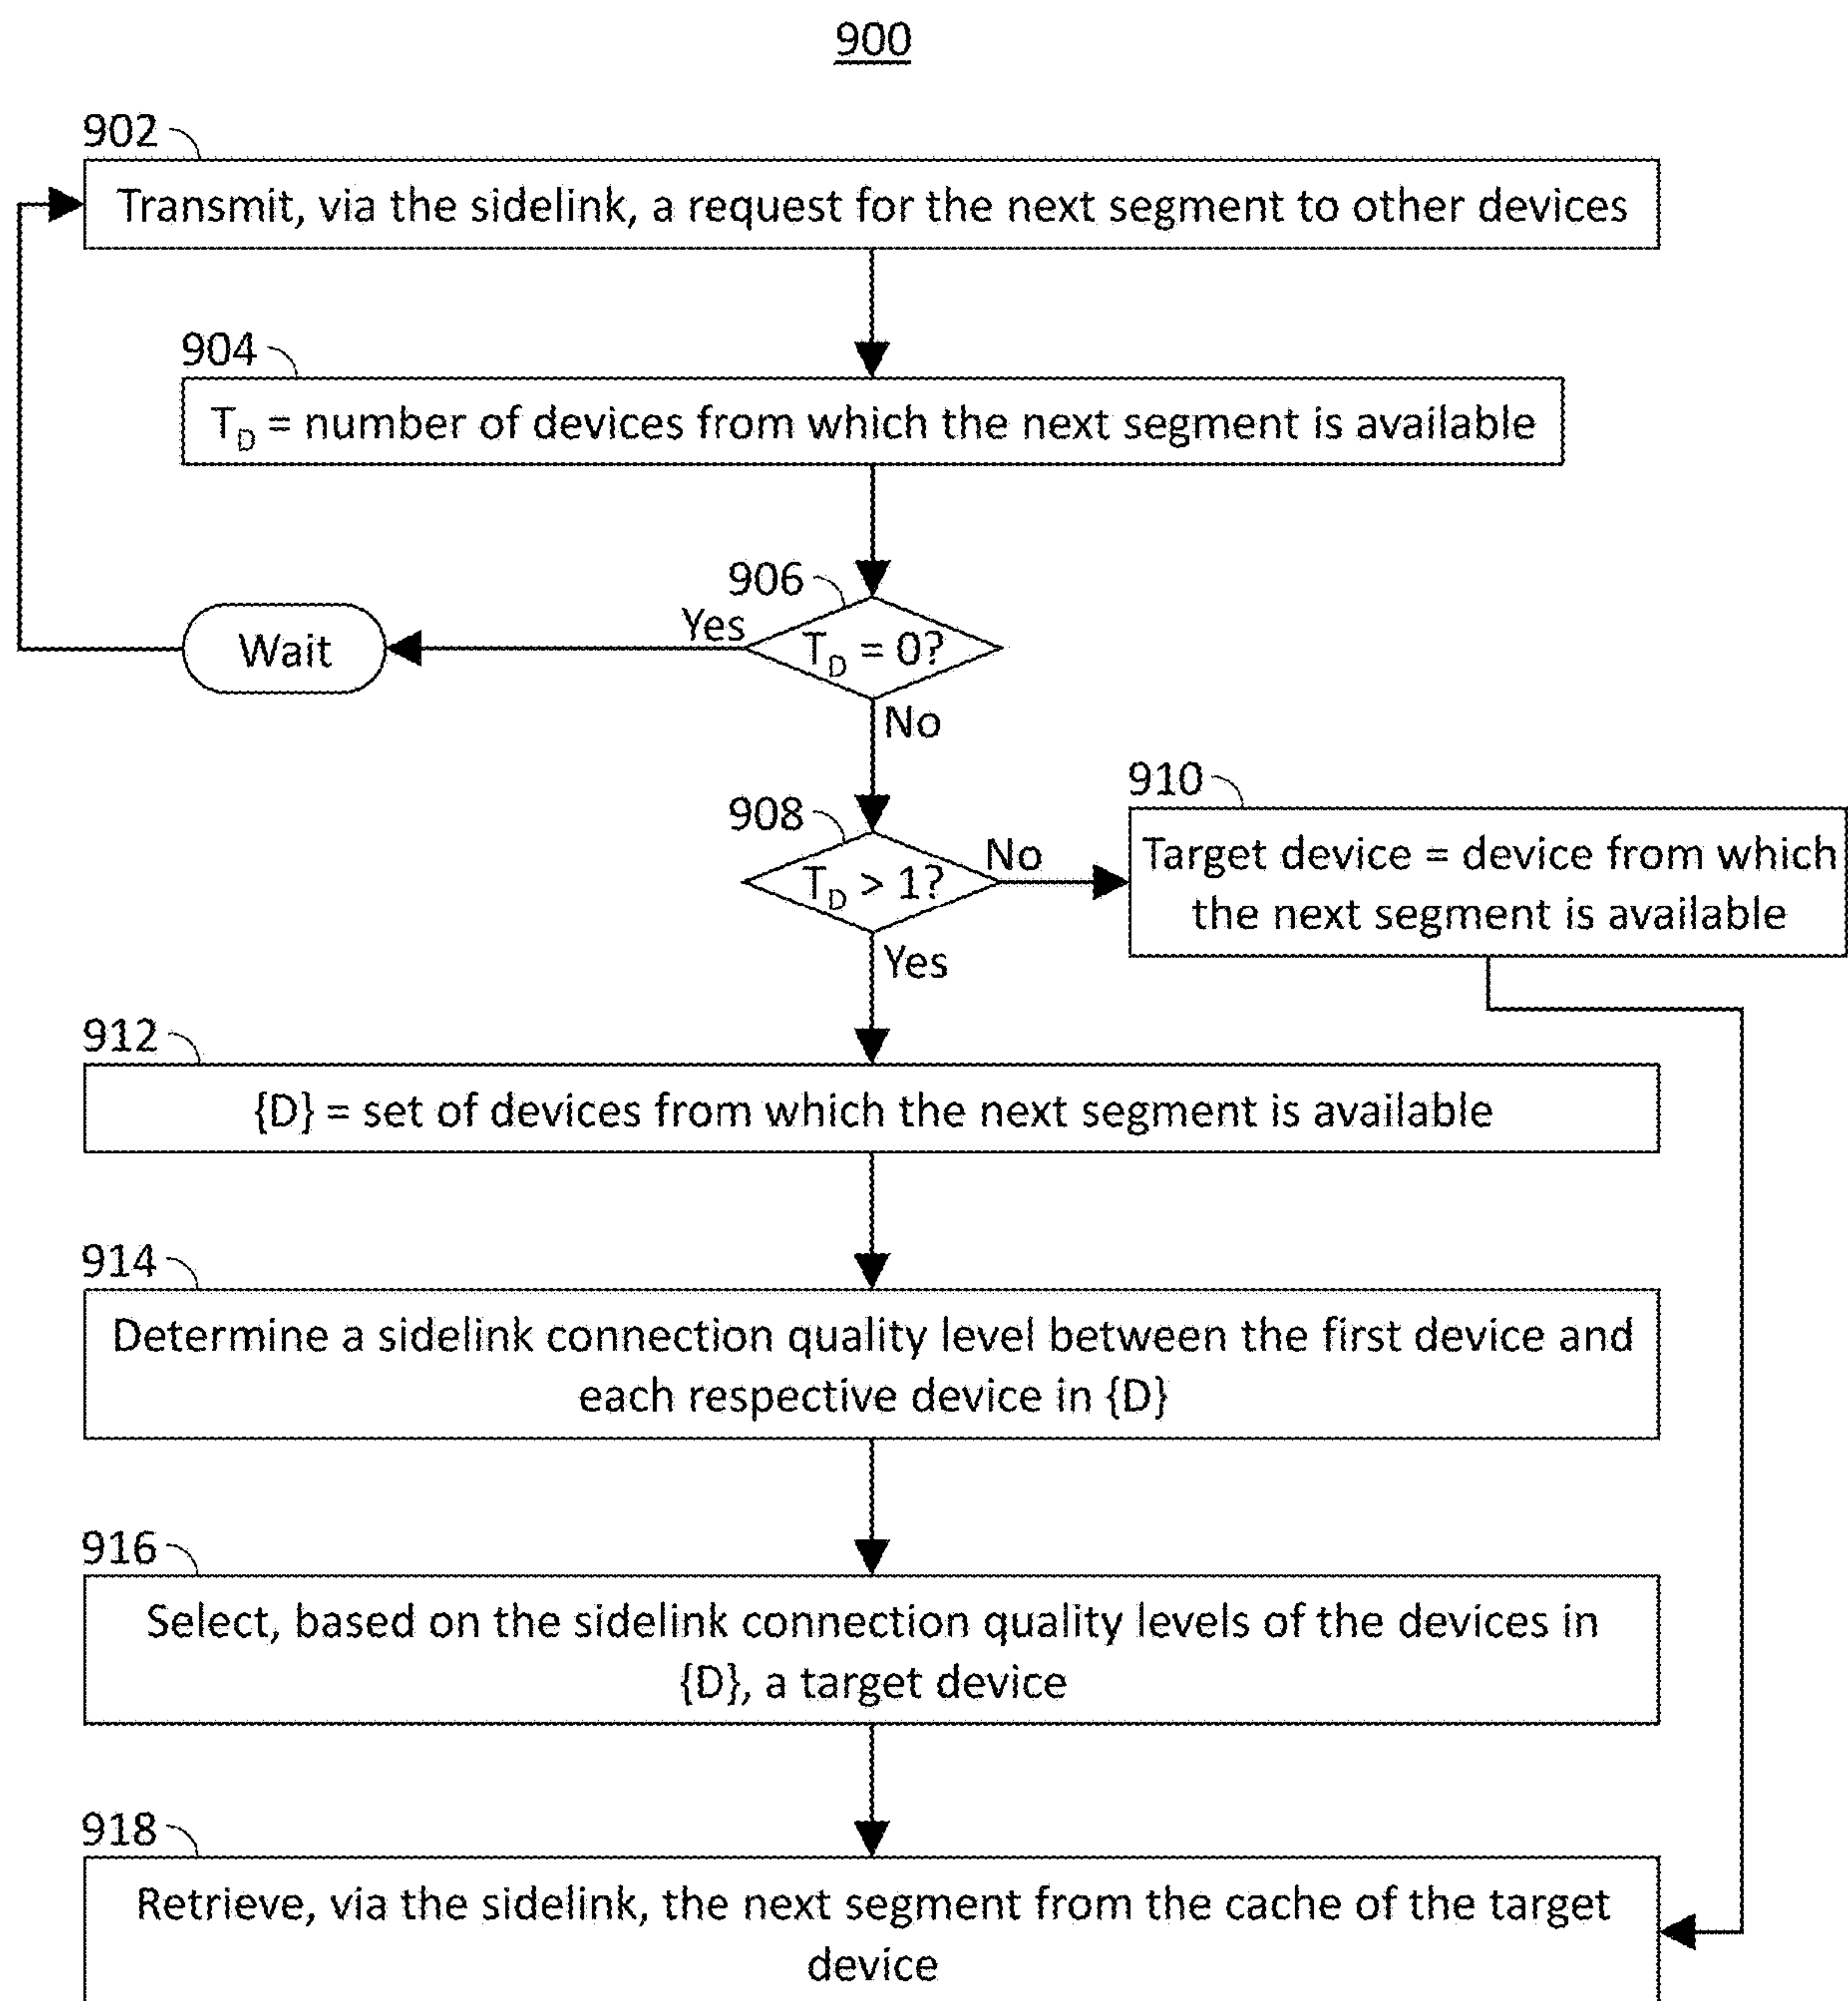 900
902
Transmit, via the sidelink, a request for the next segment to other devices
904
T_D = number of devices from which the next segment is available
906
Yes
T_D = 0?
Wait
No
908
No
T_D > 1?
910
Target device = device from which
the next segment is available
Yes
912
{D} = set of devices from which the next segment is available
914
Determine a sidelink connection quality level between the first device and
each respective device in {D}
916
Select, based on the sidelink connection quality levels of the devices in
{D}, a target device
918
Retrieve, via the sidelink, the next segment from the cache of the target
device